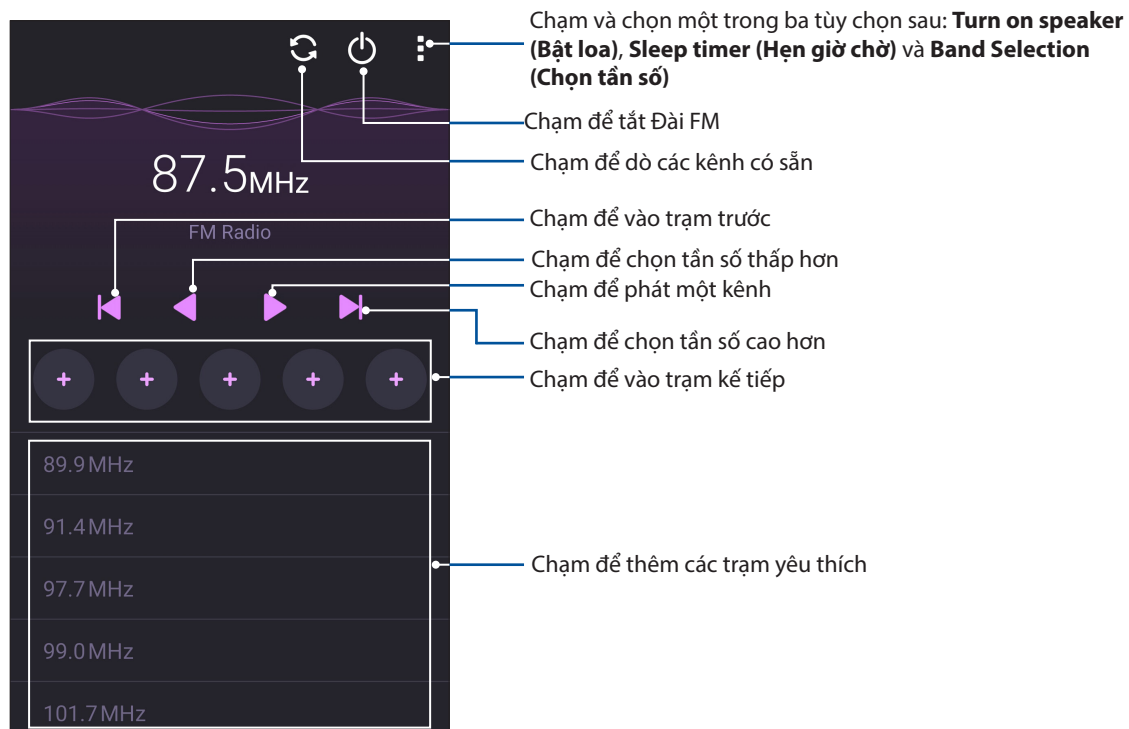 Chạm và chọn một trong ba tùy chọn sau: Turn on speaker
(Bật loa), Sleep timer (Hẹn giờ chờ) và Band Selection
(Chọn tần số)
Chạm để tắt Đài FM
Chạm để dò các kênh có sẵn
87.5MHz
Chạm để vào trạm trước
FM Radio
Chạm để chọn tần số thấp hơn
Chạm để phát một kênh
Chạm để chọn tần số cao hơn
Chạm để vào trạm kế tiếp
89.9MHz
91.4MHz
97.7MHz
Chạm để thêm các trạm yêu thích
99.0MHz
101.7MHz